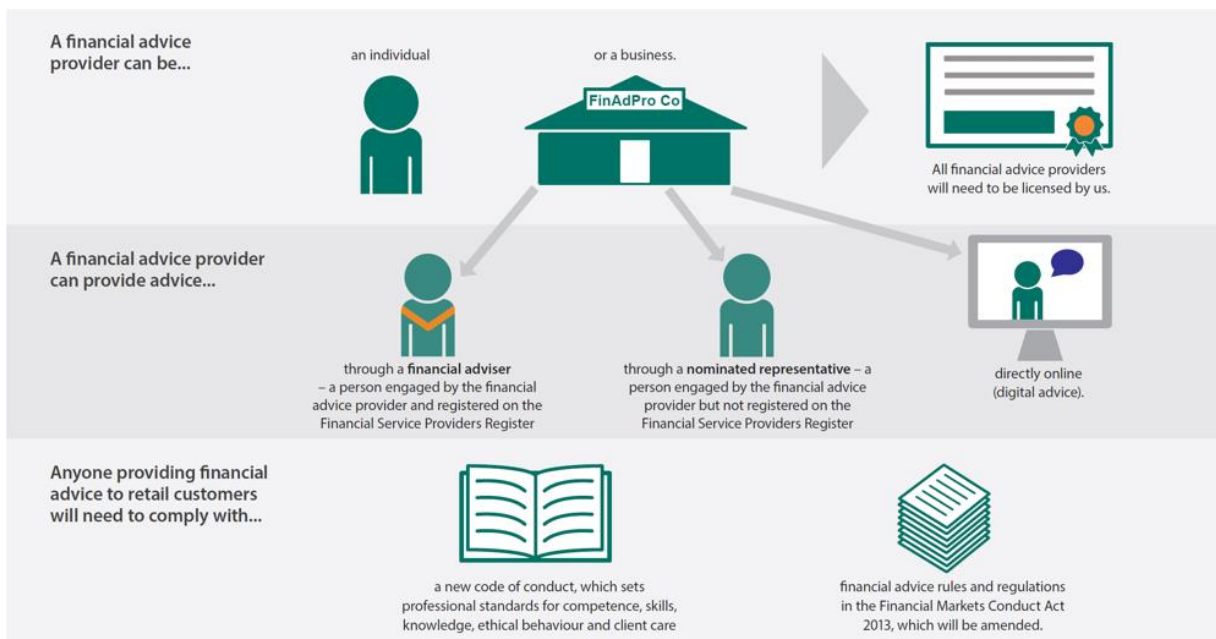 A financial advice
provider can be...
an individual
or a business.
FinAdPro Co
All financial advice providers
will need to be licensed by us.
A financial advice provider
can provide advice...
through a financial adviser
– a person engaged by the financial
advice provider and registered on the
Financial Service Providers Register
through a nominated representative – a
person engaged by the financial advice
provider but not registered on the
Financial Service Providers Register
directly online
(digital advice).
Anyone providing financial
advice to retail customers
will need to comply with...
a new code of conduct, which sets
professional standards for competence, skills,
knowledge, ethical behaviour and client care
financial advice rules and regulations
in the Financial Markets Conduct Act
2013, which will be amended.